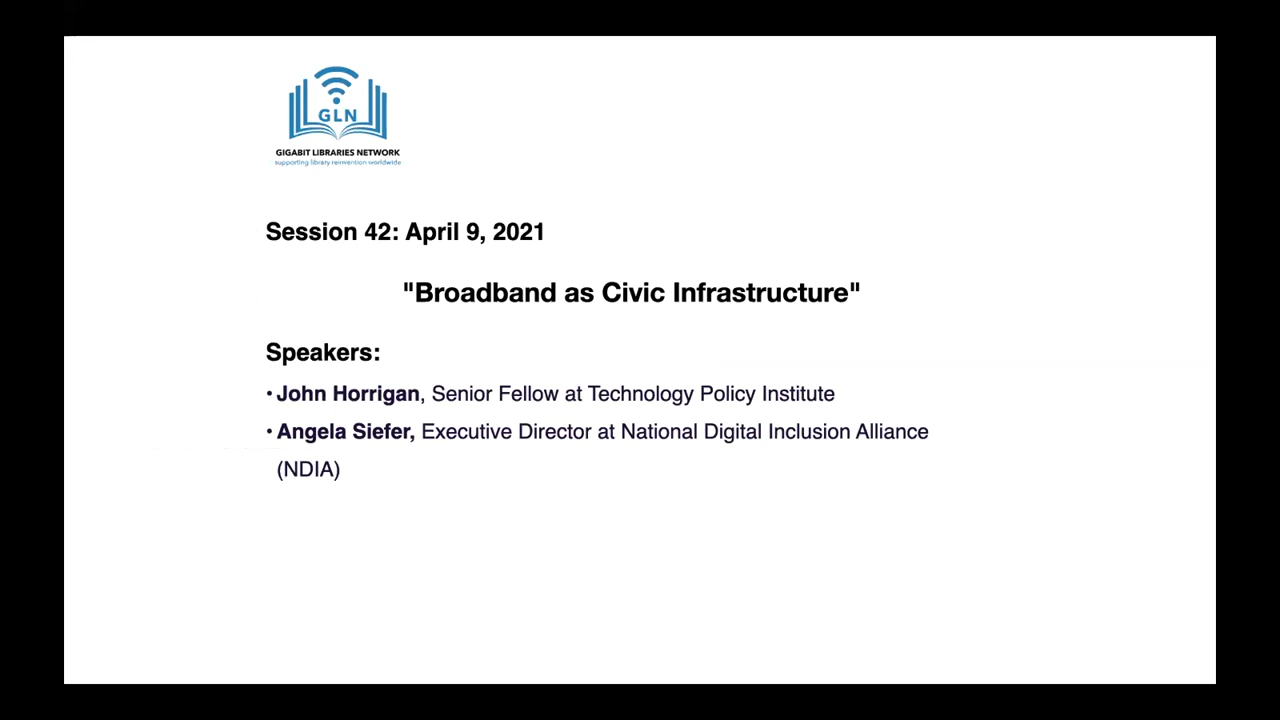 GLN
GIGABIT LIBRARIES NETWORK
supporting library reinvention worldwide
Session 42: April 9, 2021
"Broadband as Civic Infrastructure"
Speakers:
• John Horrigan, Senior Fellow at Technology Policy Institute
• Angela Siefer, Executive Director at National Digital Inclusion Alliance
(NDIA)